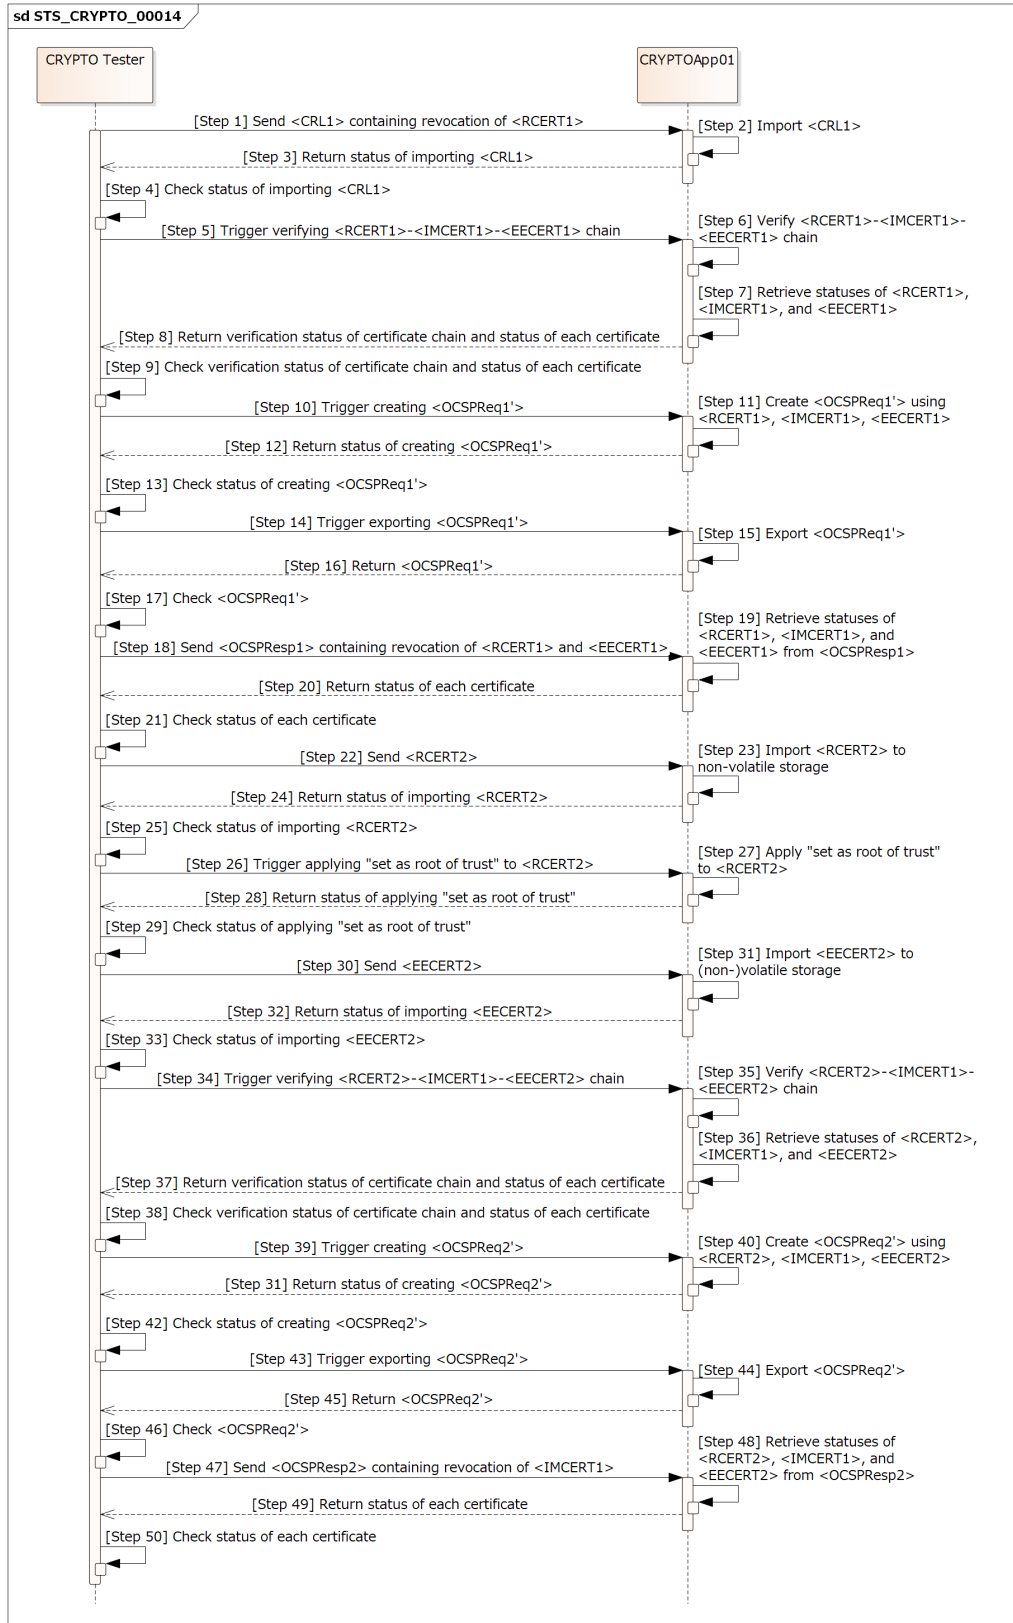 sd STS_CRYPTO_00014
CRYPTO Tester
CRYPTOApp01
[Step 1] Send <CRL1> containing revocation of <RCERT1>
[Step 2] Import <CRL1>
[Step 3] Return status of importing <CRL1>
[Step 4] Check status of importing <CRL1>
[Step 5] Trigger verifying <RCERT1>-<IMCERT1>-<EECERT1> chain
[Step 6] Verify <RCERT1>-<IMCERT1>-
<EECERT1> chain
[Step 7] Retrieve statuses of <RCERT1>,
<IMCERT1>, and <EECERT1>
[Step 8] Return verification status of certificate chain and status of each certificate
[Step 9] Check verification status of certificate chain and status of each certificate
[Step 10] Trigger creating <OCSPReq1'>
[Step 11] Create <OCSPReq1'> using
<RCERT1>, <IMCERT1>, <EECERT1>
[Step 12] Return status of creating <OCSPReq1'>
[Step 13] Check status of creating <OCSPReq1'>
[Step 14] Trigger exporting <OCSPReq1'>
[Step 15] Export <OCSPReq1'>
[Step 16] Return <OCSPReq1'>
[Step 17] Check <OCSPReq1'>
[Step 18] Send <OCSPResp1> containing revocation of <RCERT1> and <EECERT1>
[Step 19] Retrieve statuses of
<RCERT1>, <IMCERT1>, and
<EECERT1> from <OCSPResp1>
[Step 20] Return status of each certificate
[Step 21] Check status of each certificate
[Step 22] Send <RCERT2>
[Step 23] Import <RCERT2> to
non-volatile storage
[Step 24] Return status of importing <RCERT2>
[Step 25] Check status of importing <RCERT2>
[Step 26] Trigger applying "set as root of trust" to <RCERT2>
[Step 27] Apply "set as root of trust"
to <RCERT2>
[Step 28] Return status of applying "set as root of trust"
[Step 29] Check status of applying "set as root of trust"
[Step 30] Send <EECERT2>
[Step 31] Import <EECERT2> to
(non-)volatile storage
[Step 32] Return status of importing <EECERT2>
[Step 33] Check status of importing <EECERT2>
[Step 34] Trigger verifying <RCERT2>-<IMCERT1>-<EECERT2> chain
[Step 35] Verify <RCERT2>-<IMCERT1>-
<EECERT2> chain
[Step 36] Retrieve statuses of <RCERT2>,
<IMCERT1>, and <EECERT2>
[Step 37] Return verification status of certificate chain and status of each certificate
[Step 38] Check verification status of certificate chain and status of each certificate
[Step 39] Trigger creating <OCSPReq2'>
[Step 40] Create <OCSPReq2'> using
<RCERT2>, <IMCERT1>, <EECERT2>
[Step 31] Return status of creating <OCSPReq2'>
[Step 42] Check status of creating <OCSPReq2'>
[Step 43] Trigger exporting <OCSPReq2'>
[Step 44] Export <OCSPReq2'>
[Step 45] Return <OCSPReq2'>
[Step 46] Check <OCSPReq2'>
[Step 47] Send <OCSPResp2> containing revocation of <IMCERT1>
[Step 48] Retrieve statuses of
<RCERT2>, <IMCERT1>, and
<EECERT2> from <OCSPResp2>
[Step 49] Return status of each certificate
[Step 50] Check status of each certificate